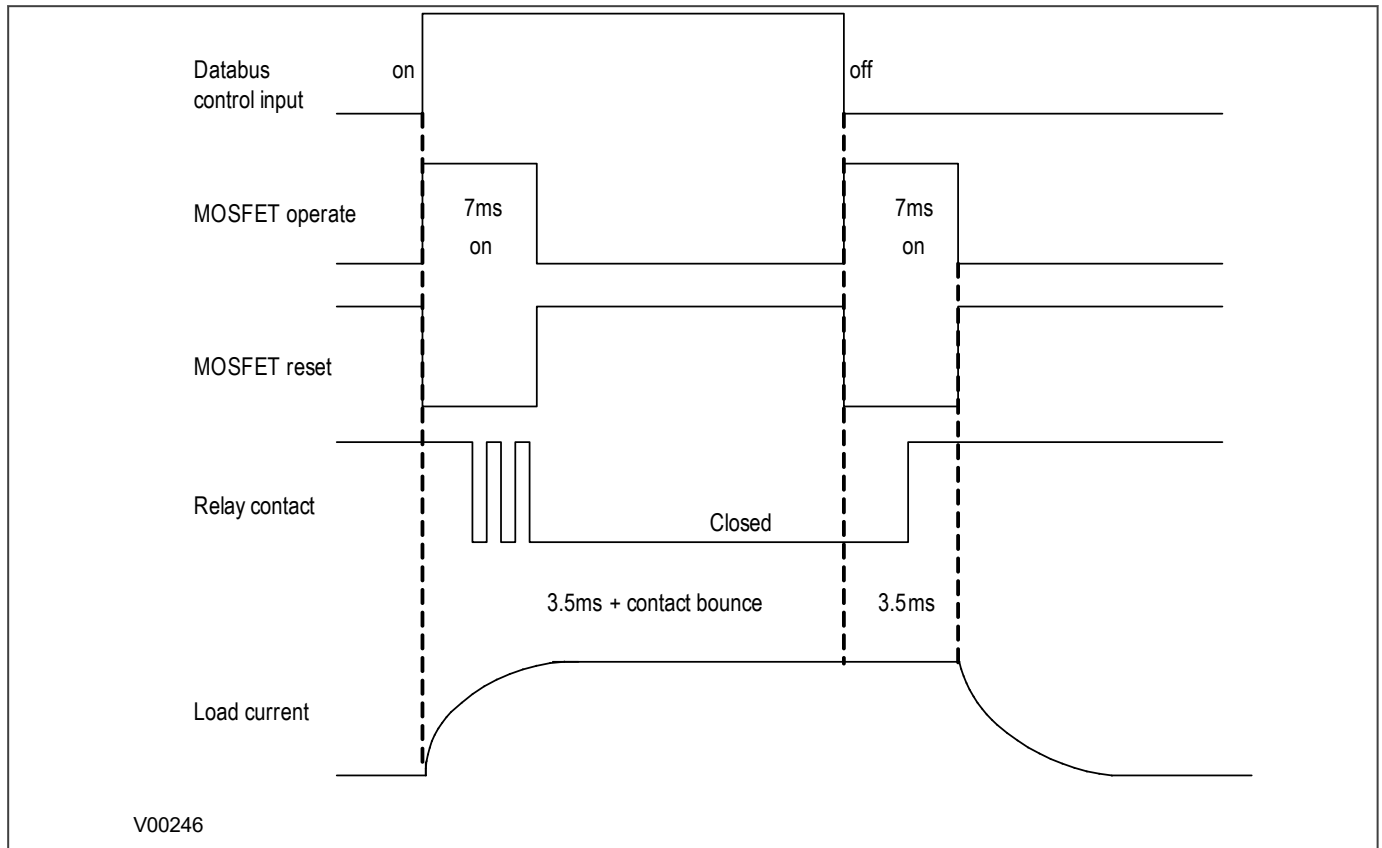 Databus
control input
on
off
MOSFET operate
7ms
on
7ms
on
MOSFET reset
Relay contact
Closed
3.5ms + contact bounce
3.5ms
Load current
V00246